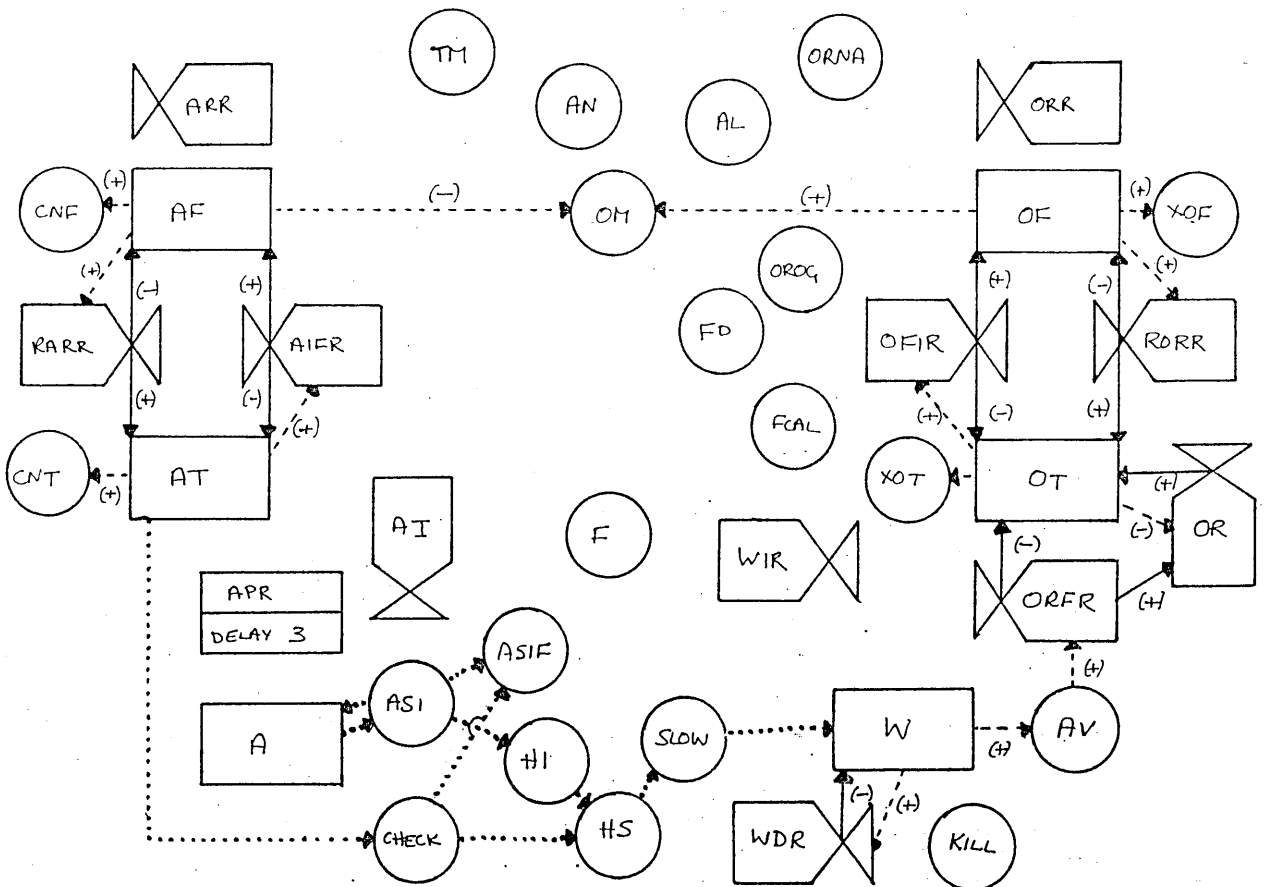 TM
ORNA
ARR
AN
AL
ORR
CNF
(+)
AF
(-)
OM
(+)
OF
(+)
XOF
(+)
(-)
(+)
OROG
(+)
(-)
(+)
RARR
AIFR
FD
OFIR
RORR
(+)
(-)
(+)
FCAL
(+)
(-)
(+)
CNT
(+)
AT
AI
F
XOT
OT
(+)
(-)
OR
WIR
(-)
ORFR
(+)
APR
DELAY 3
ASIF
(+)
A
ASI
HI
SLOW
W
(+)
AV
CHECK
HS
WDR
(-)
(+)
KILL